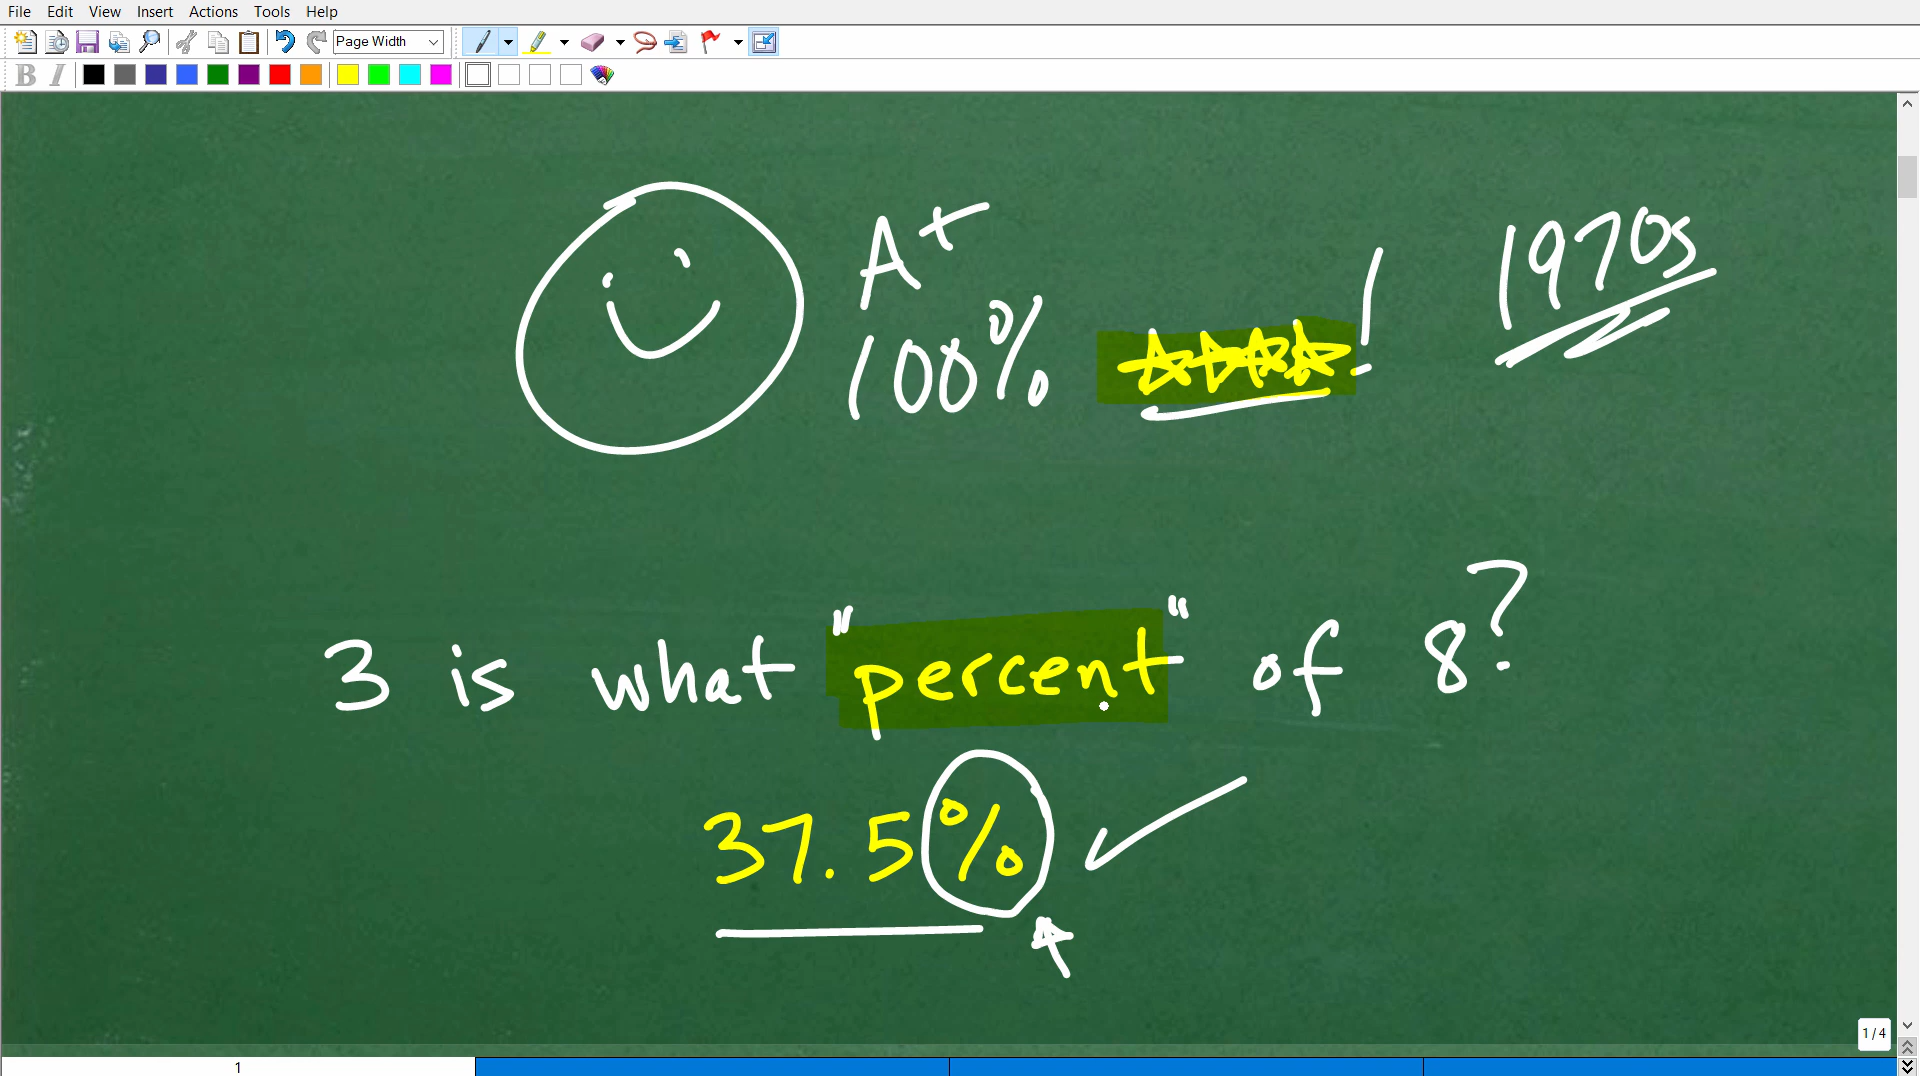 File Edit View Insert Actions Tools Help
Page Width
B I
A+
100% ! 1970s
3 is what "percent" of 8?
37.5%
1/4
1